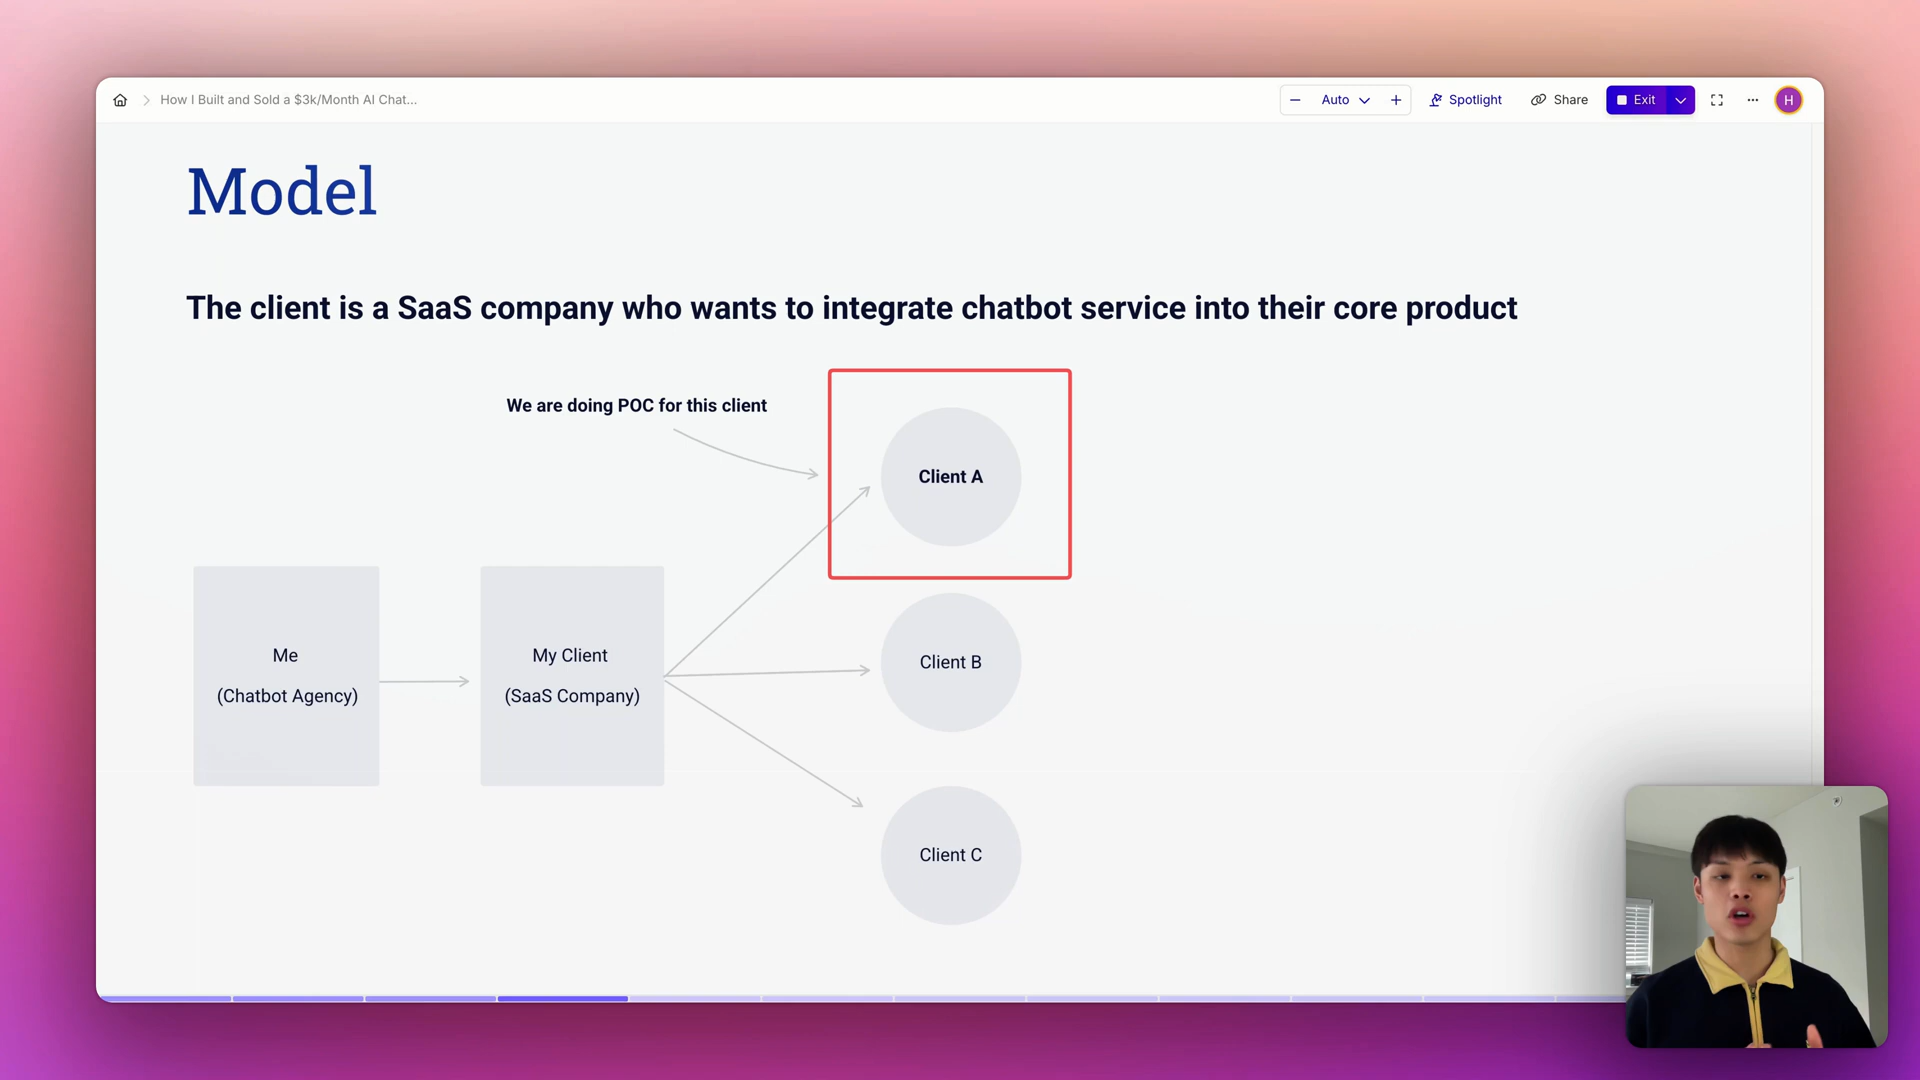 How I Built and Sold a $3k/Month AI Chat...
Auto
Spotlight
Share
Exit
H
Model
The client is a SaaS company who wants to integrate chatbot service into their core product
We are doing POC for this client
Client A
Me
(Chatbot Agency)
My Client
(SaaS Company)
Client B
Client C